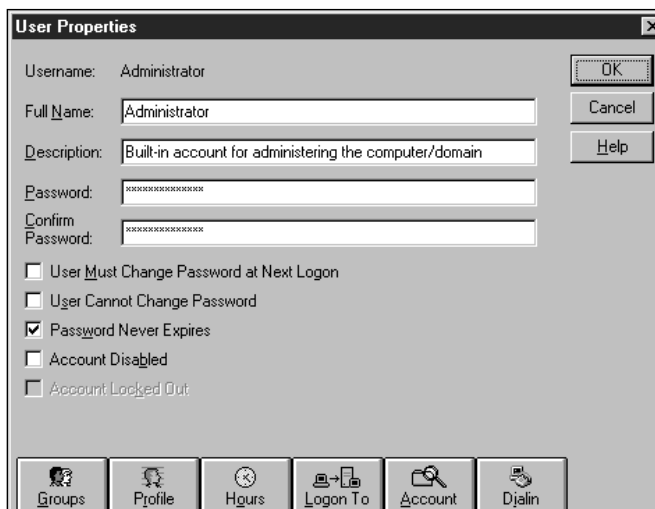 User Properties
Username: Administrator
OK
Full Name: Administrator
Cancel
Description: Built-in account for administering the computer/domain
Help
Password: **************
Confirm
Password: **************
User Must Change Password at Next Logon
User Cannot Change Password
Password Never Expires
Account Disabled
Account Locked Out
Groups
Profile
Hours
Logon To
Account
Dialin